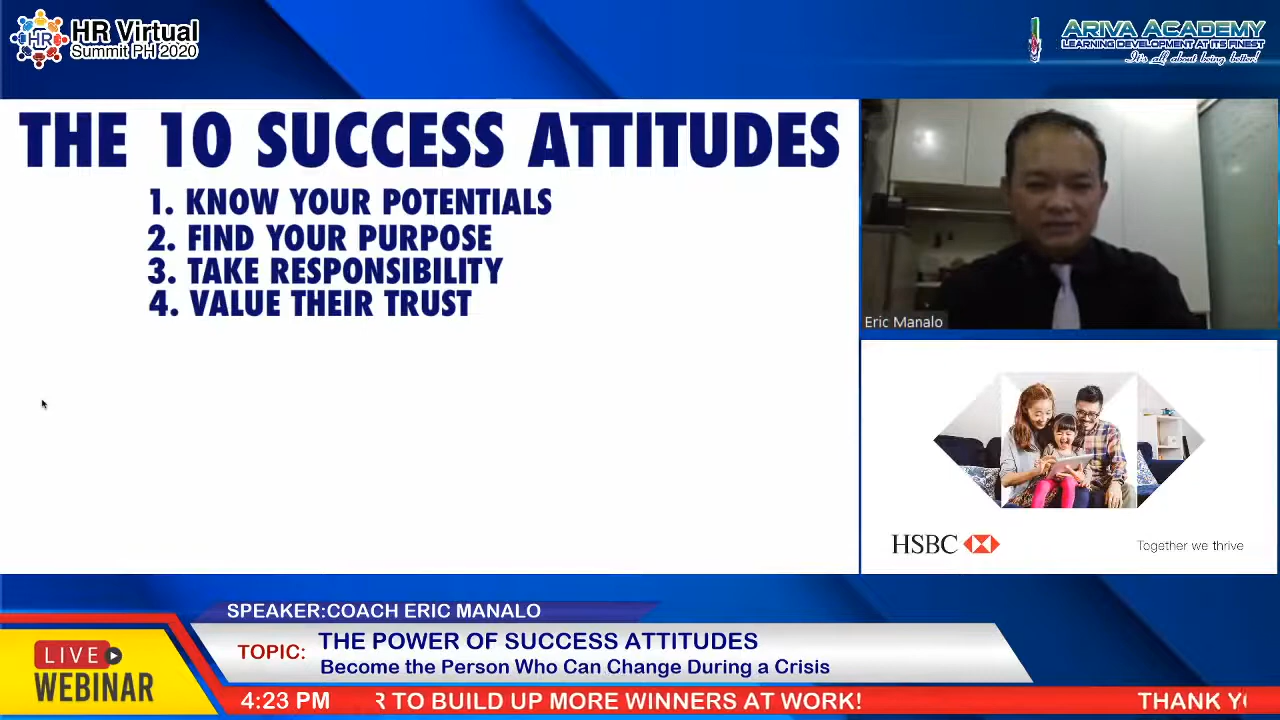 HR
HR Virtual
Summit PH 2020
ARIVA ACADEMY
LEARNING DEVELOPMENT AT ITS FINEST
It's all about being better!
THE 10 SUCCESS ATTITUDES
1. KNOW YOUR POTENTIALS
2. FIND YOUR PURPOSE
3. TAKE RESPONSIBILITY
4. VALUE THEIR TRUST
Eric Manalo
HSBC
Together we thrive
SPEAKER:COACH ERIC MANALO
TOPIC:
THE POWER OF SUCCESS ATTITUDES
Become the Person Who Can Change During a Crisis
LIVE
WEBINAR
4:23 PM
R TO BUILD UP MORE WINNERS AT WORK!
THANK Y